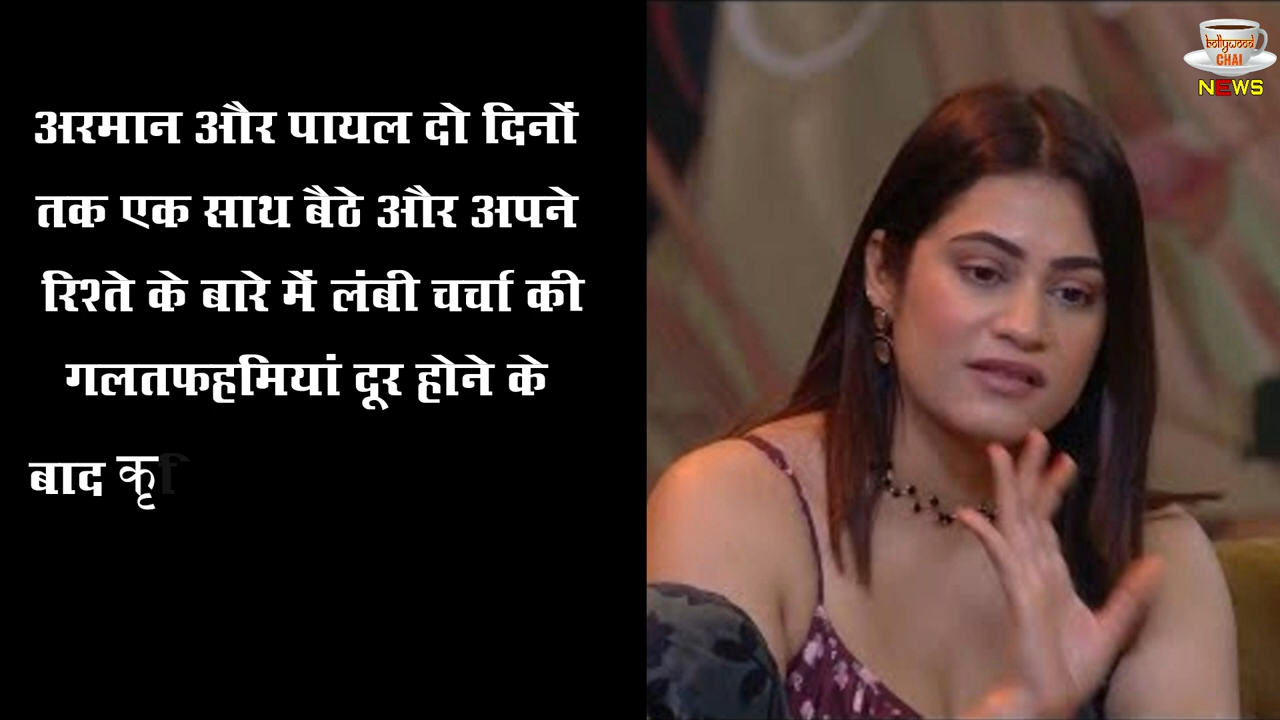 अरमान और पायल दो दिनों
तक एक साथ बैठे और अपने
रिश्ते के बारे में लंबी चर्चा की
गलतफहमियां दूर होने के
बाद
bollywood
CHAI
NEWS